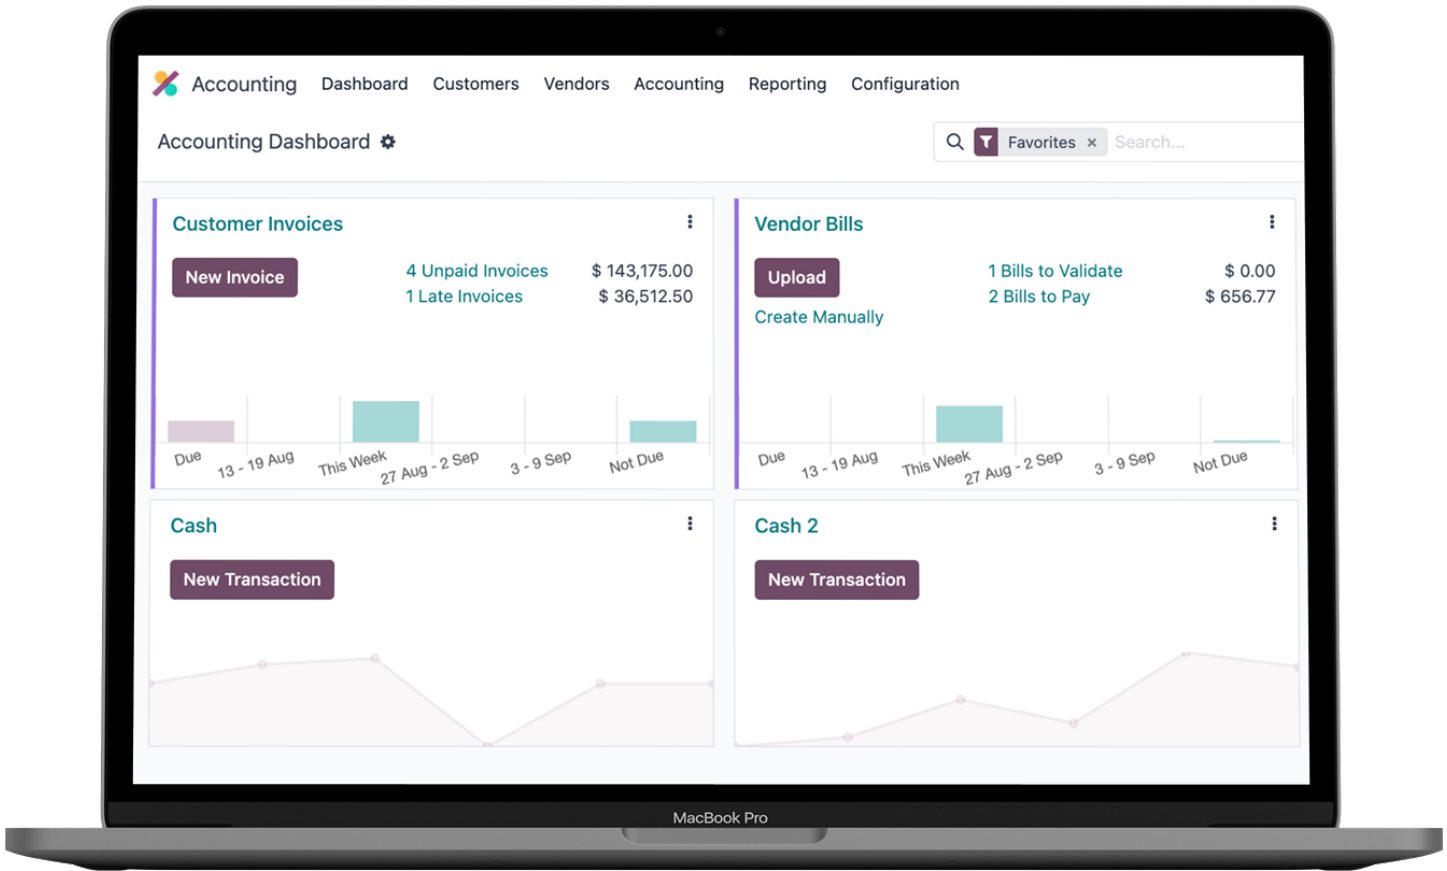 Accounting Dashboard Customers Vendors Accounting Reporting Configuration
Accounting Dashboard
Favorites × Search...
Customer Invoices
New Invoice
4 Unpaid Invoices $ 143,175.00
1 Late Invoices $ 36,512.50
Due
13 - 19 Aug
This Week
27 Aug - 2 Sep
3 - 9 Sep
Not Due
Vendor Bills
Upload
Create Manually
1 Bills to Validate $ 0.00
2 Bills to Pay $ 656.77
Due
13 - 19 Aug
This Week
27 Aug - 2 Sep
3 - 9 Sep
Not Due
Cash
New Transaction
Cash 2
New Transaction
MacBook Pro